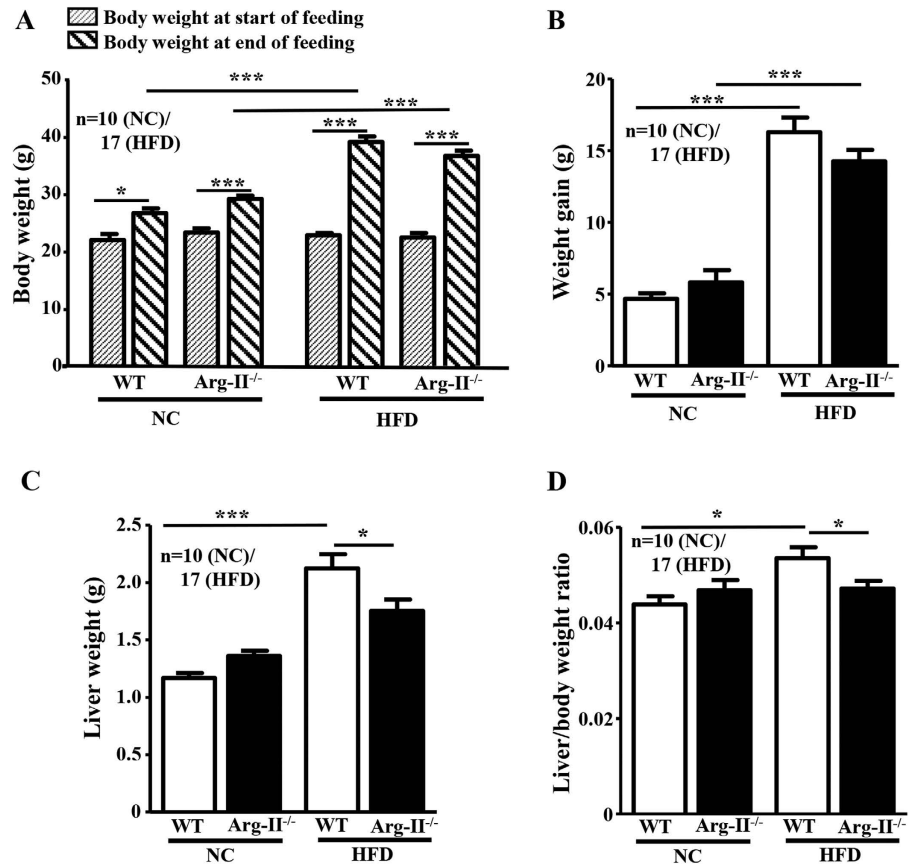 A
Body weight at start of feeding
Body weight at end of feeding
Body weight (g)
50
40
30
20
10
0
n=10 (NC)/
17 (HFD)
***
***
*
***
***
***
WT
Arg-II⁻/⁻
WT
Arg-II⁻/⁻
NC
HFD
B
Weight gain (g)
20
15
10
5
0
n=10 (NC)/
17 (HFD)
***
***
WT
Arg-II⁻/⁻
WT
Arg-II⁻/⁻
NC
HFD
C
Liver weight (g)
2.5
2.0
1.5
1.0
0.5
0
n=10 (NC)/
17 (HFD)
***
*
WT
Arg-II⁻/⁻
WT
Arg-II⁻/⁻
NC
HFD
D
Liver/body weight ratio
0.06
0.04
0.02
0
n=10 (NC)/
17 (HFD)
*
*
WT
Arg-II⁻/⁻
WT
Arg-II⁻/⁻
NC
HFD